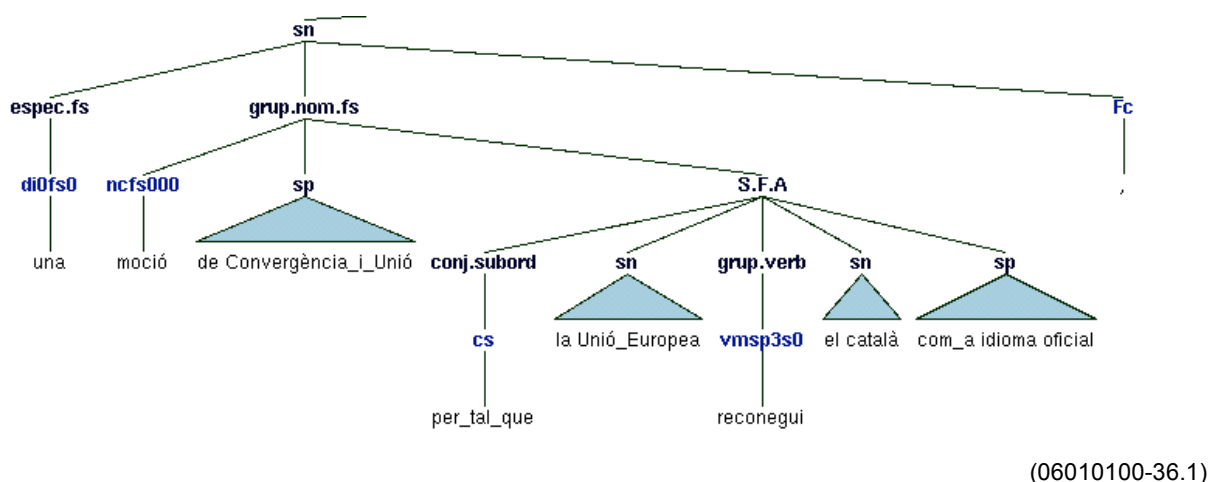 sn
espec.fs grup.nom.fs Fc
di0fs0 ncfs000 sp S.F.A ,
una moció de Convergència_i_Unió conj.subord sn grup.verb sn sp
cs la Unió_Europea vmsp3s0 el català com_a idioma oficial
per_tal_que reconegui
(06010100-36.1)